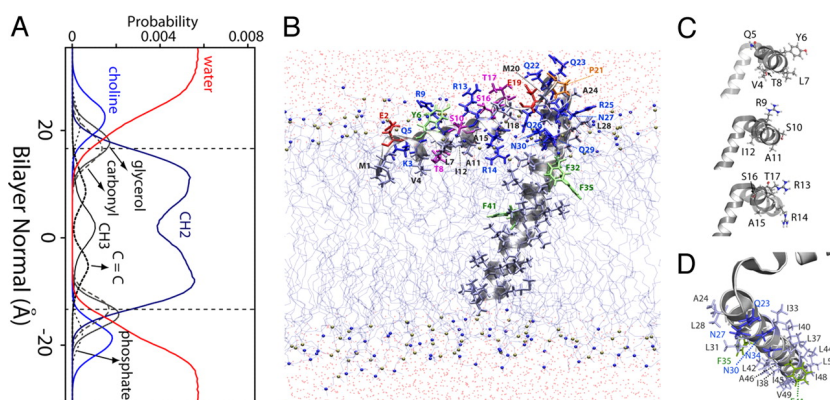 A
Probability
0
0.004
0.008
choline
water
20
0
-20
Bilayer Normal (Å)
glycerol
carbonyl
CH2
CH3
C = C
phosphate
B
M20
Q22
Q23
T17
E19
P21
R13
R9
S16
A24
E2
Y6
S10
R25
Q5
I18
Q26
N27
A15
L28
N30
K3
L7
A11
Q29
M1
V4
T8
I12
R14
F32
F35
F41
C
Q5
Y6
V4
T8
L7
R9
S10
I12
A11
S16
T17
R13
A15
R14
D
A24
Q23
I33
L28
N27
I40
L31
L37
F35
N34
L44
N30
L42
A46
I38
I45
I48
V49